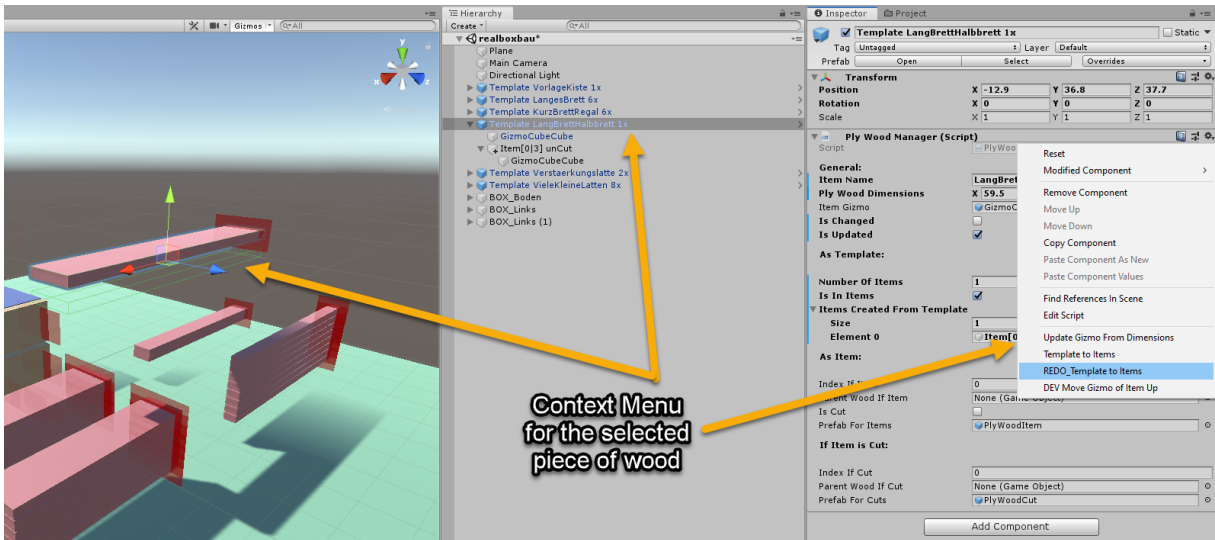 Gizmos
All
y
x
z
Hierarchy
Create
All
realboxbau*
Plane
Main Camera
Directional Light
Template VorlageKiste 1x
Template LangesBrett 6x
Template KurzBrettRegal 6x
Template LangBrettHalbbrett 1x
GizmoCubeCube
Item[0|3] unCut
GizmoCubeCube
Template Verstaerkungslatte 2x
Template VieleKleineLatten 8x
BOX_Boden
BOX_Links
BOX_Links (1)
Context Menu
for the selected
piece of wood
Inspector Project
Template LangBrettHalbbrett 1x Static
Tag Untagged Layer Default
Prefab Open Select Overrides
Transform
Position X -12.9 Y 36.8 Z 37.7
Rotation X 0 Y 0 Z 0
Scale X 1 Y 1 Z 1
Ply Wood Manager (Script)
Script PlyWoo
General:
Item Name LangBret
Ply Wood Dimensions X 59.5
Item Gizmo GizmoC
Is Changed
Is Updated
As Template:
Number Of Items 1
Is In Items
Items Created From Template
Size 1
Element 0 Item[0
As Item:
Index If I 0
Parent Wood If Item None (Game Object)
Is Cut
Prefab For Items PlyWoodItem
If Item is Cut:
Index If Cut 0
Parent Wood If Cut None (Game Object)
Prefab For Cuts PlyWoodCut
Add Component
Reset
Modified Component >
Remove Component
Move Up
Move Down
Copy Component
Paste Component As New
Paste Component Values
Find References In Scene
Edit Script
Update Gizmo From Dimensions
Template to Items
REDO_Template to Items
DEV Move Gizmo of Item Up